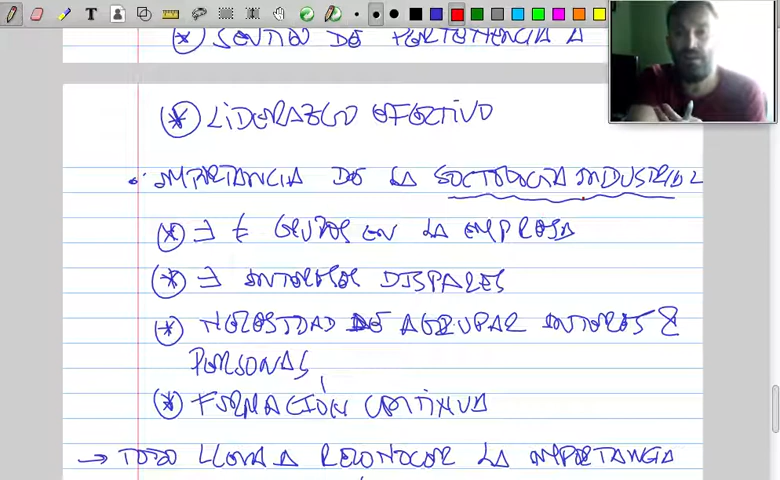 * SENTIDO DE PERTENENCIA A
* LIDERAZGO EFECTIVO
• IMPORTANCIA DE LA SOCIOLOGIA INDUSTRIAL
* ∃ ≠ GRUPOS EN LA EMPRESA
* ∃ INTERESES DISPARES
* NECESIDAD DE AGRUPAR INTERESES &
PERSONAS
* FORMACIÓN CONTINUA
→ TODO LLEVA A RECONOCER LA IMPORTANCIA